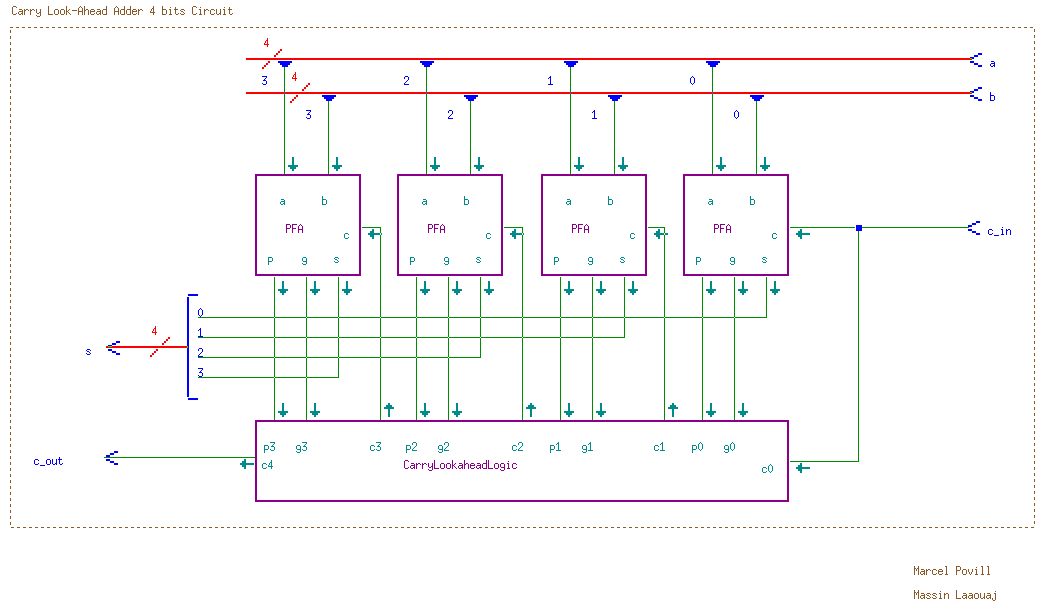 Carry Look-Ahead Adder 4 bits Circuit
4
a
3 4 2 1 0
b
3 2 1 0
a b a b a b a b
PFA PFA PFA PFA
c c c c c_in
p g s p g s p g s p g s
0
4 1
s 2
3
p3 g3 c3 p2 g2 c2 p1 g1 c1 p0 g0
c_out c4 CarryLookaheadLogic c0
Marcel Povill
Massin Laaouaj